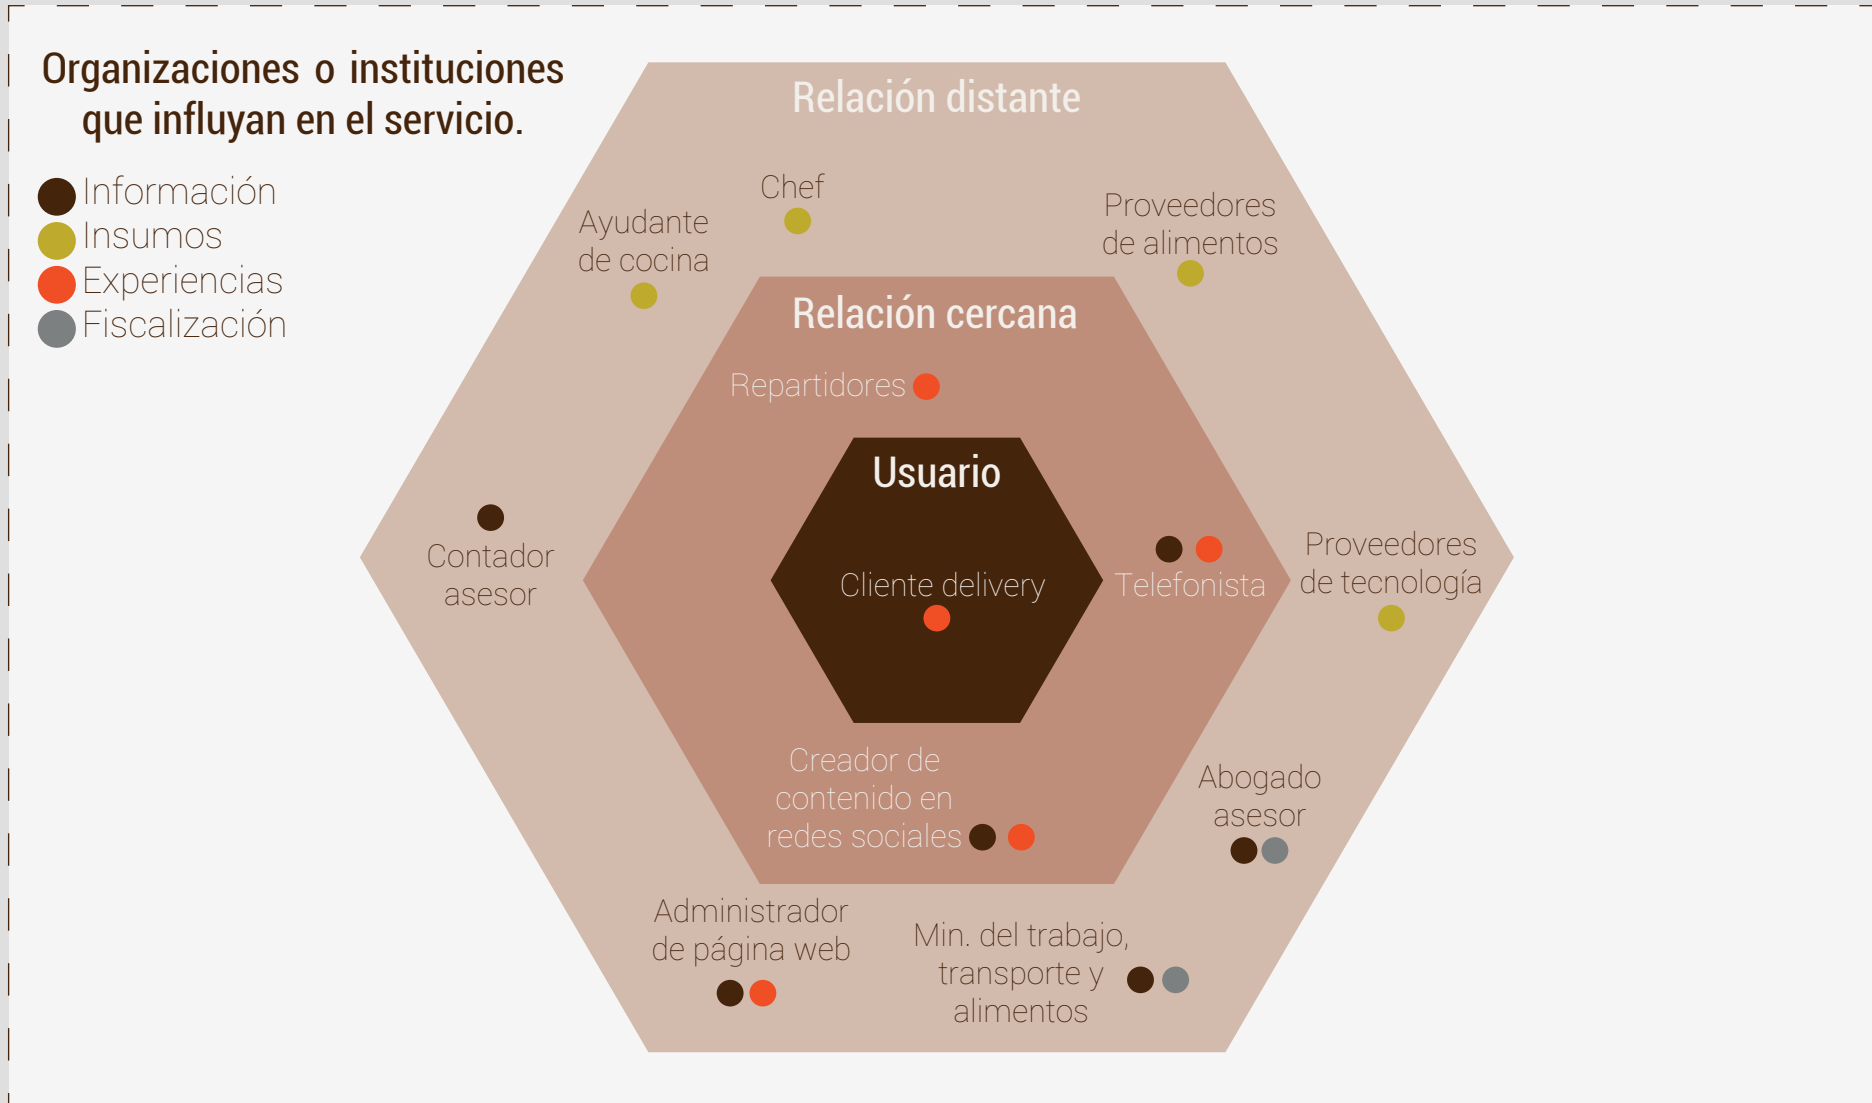 Organizaciones o instituciones
que influyan en el servicio.
Información
Insumos
Experiencias
Fiscalización
Relación distante
Chef
Ayudante
de cocina
Proveedores
de alimentos
Relación cercana
Repartidores
Usuario
Cliente delivery
Telefonista
Contador
asesor
Proveedores
de tecnología
Creador de
contenido en
redes sociales
Abogado
asesor
Administrador
de página web
Min. del trabajo,
transporte y
alimentos